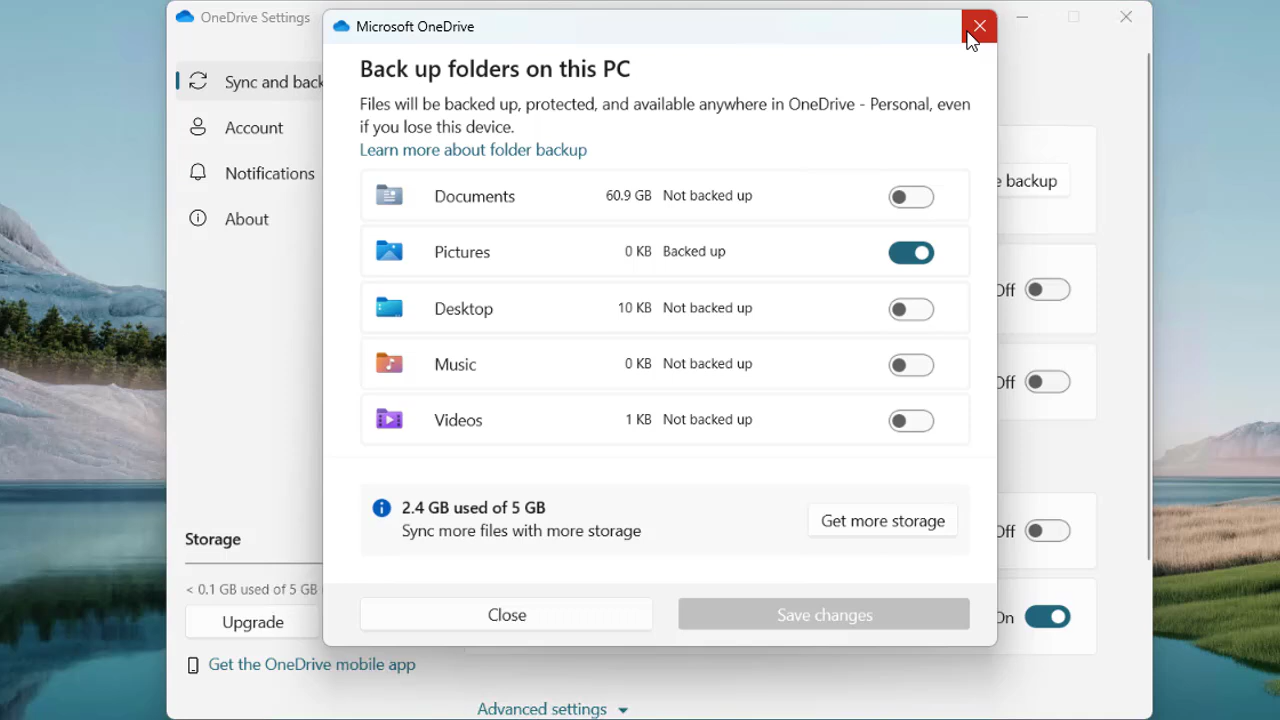 OneDrive Settings
Microsoft OneDrive
Sync and back
Account
Notifications
About
Back up folders on this PC
Files will be backed up, protected, and available anywhere in OneDrive - Personal, even
if you lose this device.
Learn more about folder backup
Documents 60.9 GB Not backed up
Pictures 0 KB Backed up
Desktop 10 KB Not backed up
Music 0 KB Not backed up
Videos 1 KB Not backed up
2.4 GB used of 5 GB
Sync more files with more storage
Get more storage
Close
Save changes
e backup
Off
Off
Off
On
Storage
< 0.1 GB used of 5 GB
Upgrade
Get the OneDrive mobile app
Advanced settings